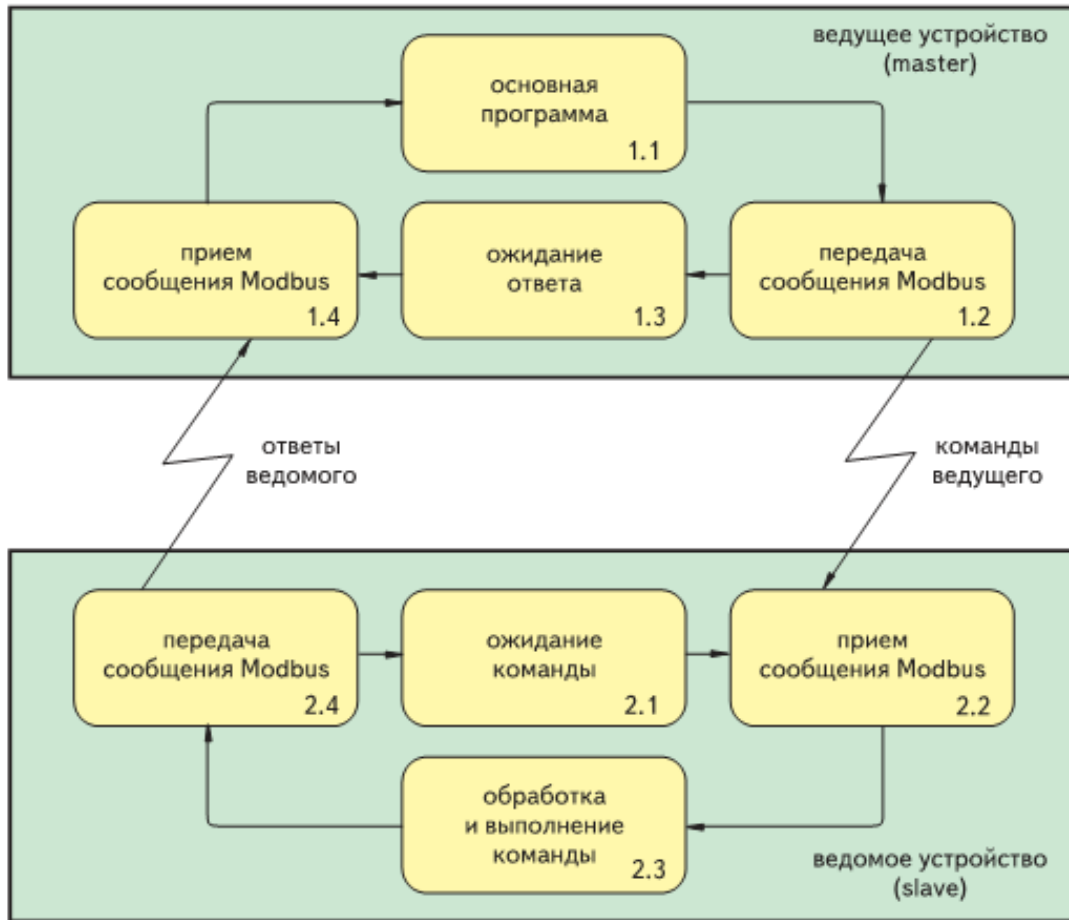 ведущее устройство
(master)
основная
программа
1.1
прием
сообщения Modbus
1.4
ожидание
ответа
1.3
передача
сообщения Modbus
1.2
ответы
ведомого
команды
ведущего
передача
сообщения Modbus
2.4
ожидание
команды
2.1
прием
сообщения Modbus
2.2
обработка
и выполнение
команды
2.3
ведомое устройство
(slave)